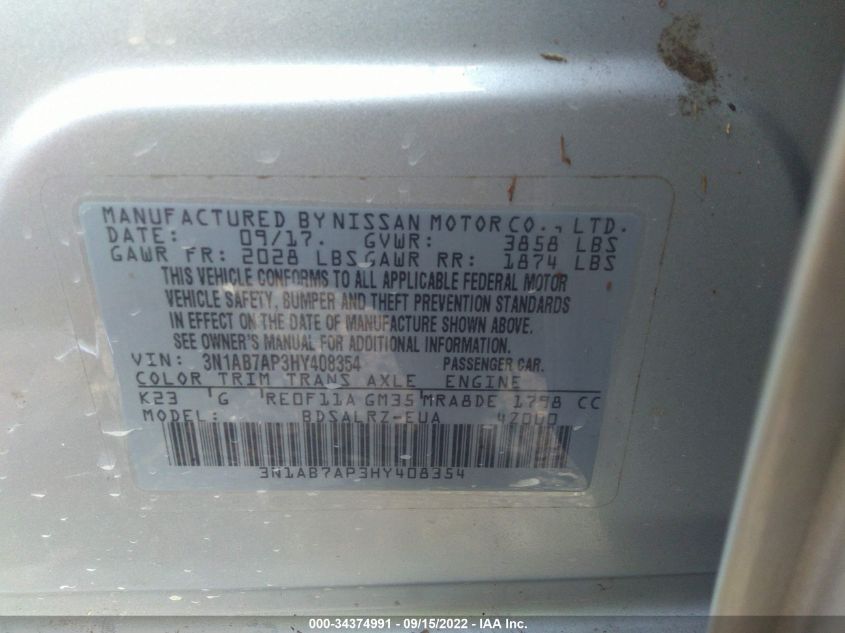 MANUFACTURED BY NISSAN MOTOR CO., LTD.
DATE: 09/17. GVWR: 3858 LBS
GAWR FR: 2028 LBS GAWR RR: 1874 LBS
THIS VEHICLE CONFORMS TO ALL APPLICABLE FEDERAL MOTOR
VEHICLE SAFETY, BUMPER AND THEFT PREVENTION STANDARDS
IN EFFECT ON THE DATE OF MANUFACTURE SHOWN ABOVE.
SEE OWNER'S MANUAL FOR ADDITIONAL INFORMATION.
VIN: 3N1AB7AP3HY408354 PASSENGER CAR.
COLOR TRIM TRANS AXLE ENGINE
K23 G RE0F11A GM35 MRA8DE 1798 CC
MODEL: BDSALRZ-EUA
3N1AB7AP3HY408354
000-34374991 - 09/15/2022 - IAA Inc.